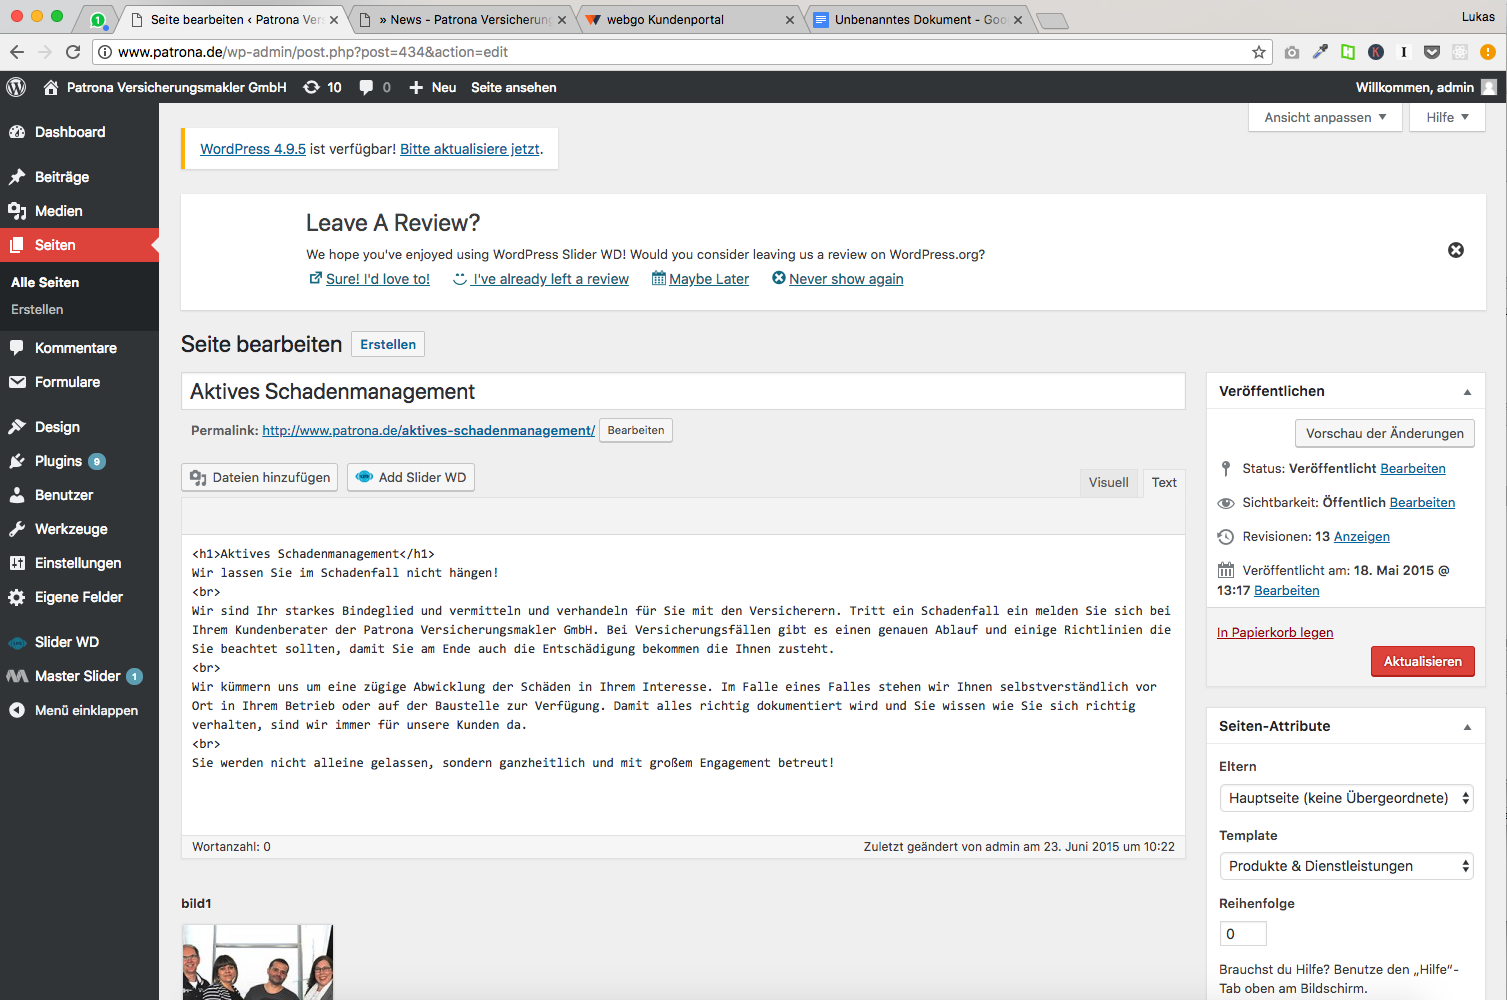 1
Seite bearbeiten ‹ Patrona Vers
» News - Patrona Versicherung
webgo Kundenportal
Unbenanntes Dokument - Goo
Lukas
www.patrona.de/wp-admin/post.php?post=434&action=edit
Patrona Versicherungsmakler GmbH 10 0 Neu Seite ansehen
Willkommen, admin
Dashboard
Beiträge
Medien
Seiten
Alle Seiten
Erstellen
Kommentare
Formulare
Design
Plugins 9
Benutzer
Werkzeuge
Einstellungen
Eigene Felder
Slider WD
Master Slider 1
Menü einklappen
Ansicht anpassen ▼
Hilfe ▼
WordPress 4.9.5 ist verfügbar! Bitte aktualisiere jetzt.
Leave A Review?
We hope you've enjoyed using WordPress Slider WD! Would you consider leaving us a review on WordPress.org?
Sure! I'd love to! I've already left a review Maybe Later Never show again
Seite bearbeiten Erstellen
Aktives Schadenmanagement
Permalink: http://www.patrona.de/aktives-schadenmanagement/ Bearbeiten
Dateien hinzufügen Add Slider WD
Visuell Text
<h1>Aktives Schadenmanagement</h1>
Wir lassen Sie im Schadenfall nicht hängen!
<br>
Wir sind Ihr starkes Bindeglied und vermitteln und verhandeln für Sie mit den Versicherern. Tritt ein Schadenfall ein melden Sie sich bei
Ihrem Kundenberater der Patrona Versicherungsmakler GmbH. Bei Versicherungsfällen gibt es einen genauen Ablauf und einige Richtlinien die
Sie beachtet sollten, damit Sie am Ende auch die Entschädigung bekommen die Ihnen zusteht.
<br>
Wir kümmern uns um eine zügige Abwicklung der Schäden in Ihrem Interesse. Im Falle eines Falles stehen wir Ihnen selbstverständlich vor
Ort in Ihrem Betrieb oder auf der Baustelle zur Verfügung. Damit alles richtig dokumentiert wird und Sie wissen wie Sie sich richtig
verhalten, sind wir immer für unsere Kunden da.
<br>
Sie werden nicht alleine gelassen, sondern ganzheitlich und mit großem Engagement betreut!
Wortanzahl: 0
Zuletzt geändert von admin am 23. Juni 2015 um 10:22
bild1
Veröffentlichen
Vorschau der Änderungen
Status: Veröffentlicht Bearbeiten
Sichtbarkeit: Öffentlich Bearbeiten
Revisionen: 13 Anzeigen
Veröffentlicht am: 18. Mai 2015 @
13:17 Bearbeiten
In Papierkorb legen
Aktualisieren
Seiten-Attribute
Eltern
Hauptseite (keine Übergeordnete)
Template
Produkte & Dienstleistungen
Reihenfolge
0
Brauchst du Hilfe? Benutze den „Hilfe“-
Tab oben am Bildschirm.